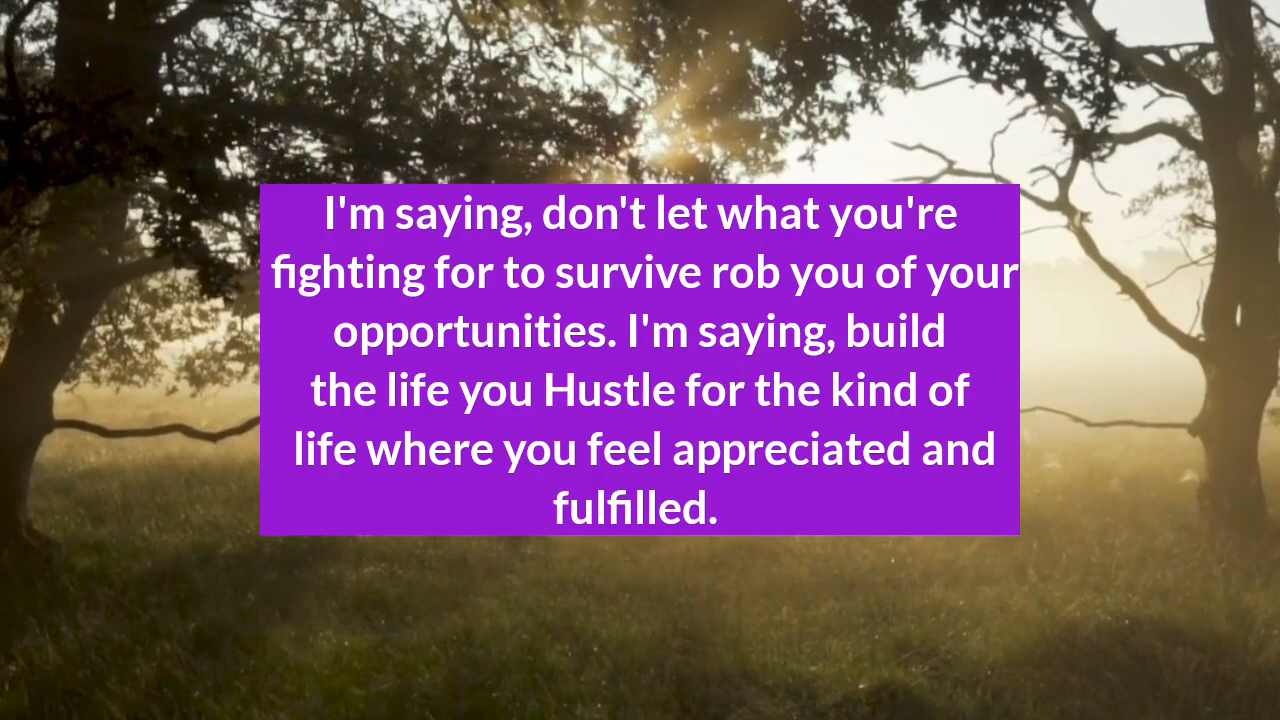 I'm saying, don't let what you're
fighting for to survive rob you of your
opportunities. I'm saying, build
the life you Hustle for the kind of
life where you feel appreciated and
fulfilled.